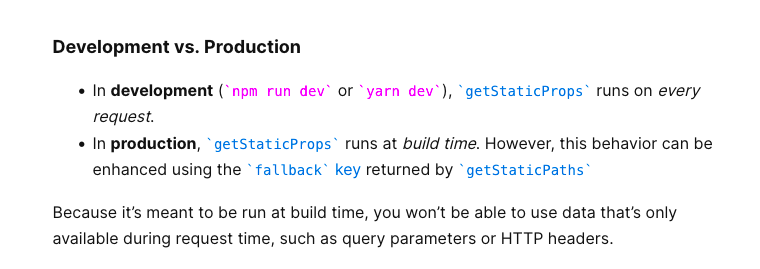 Development vs. Production
• In development (`npm run dev` or `yarn dev`), `getStaticProps` runs on every
request.
• In production, `getStaticProps` runs at build time. However, this behavior can be
enhanced using the `fallback` key returned by `getStaticPaths`
Because it’s meant to be run at build time, you won’t be able to use data that’s only
available during request time, such as query parameters or HTTP headers.